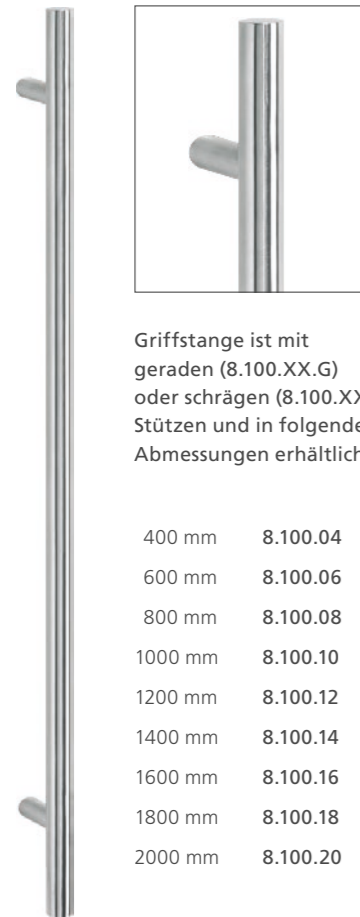 Griffstange ist mit
geraden (8.100.XX.G)
oder schrägen (8.100.XX
Stützen und in folgende
Abmessungen erhältlich
400 mm 8.100.04
600 mm 8.100.06
800 mm 8.100.08
1000 mm 8.100.10
1200 mm 8.100.12
1400 mm 8.100.14
1600 mm 8.100.16
1800 mm 8.100.18
2000 mm 8.100.20